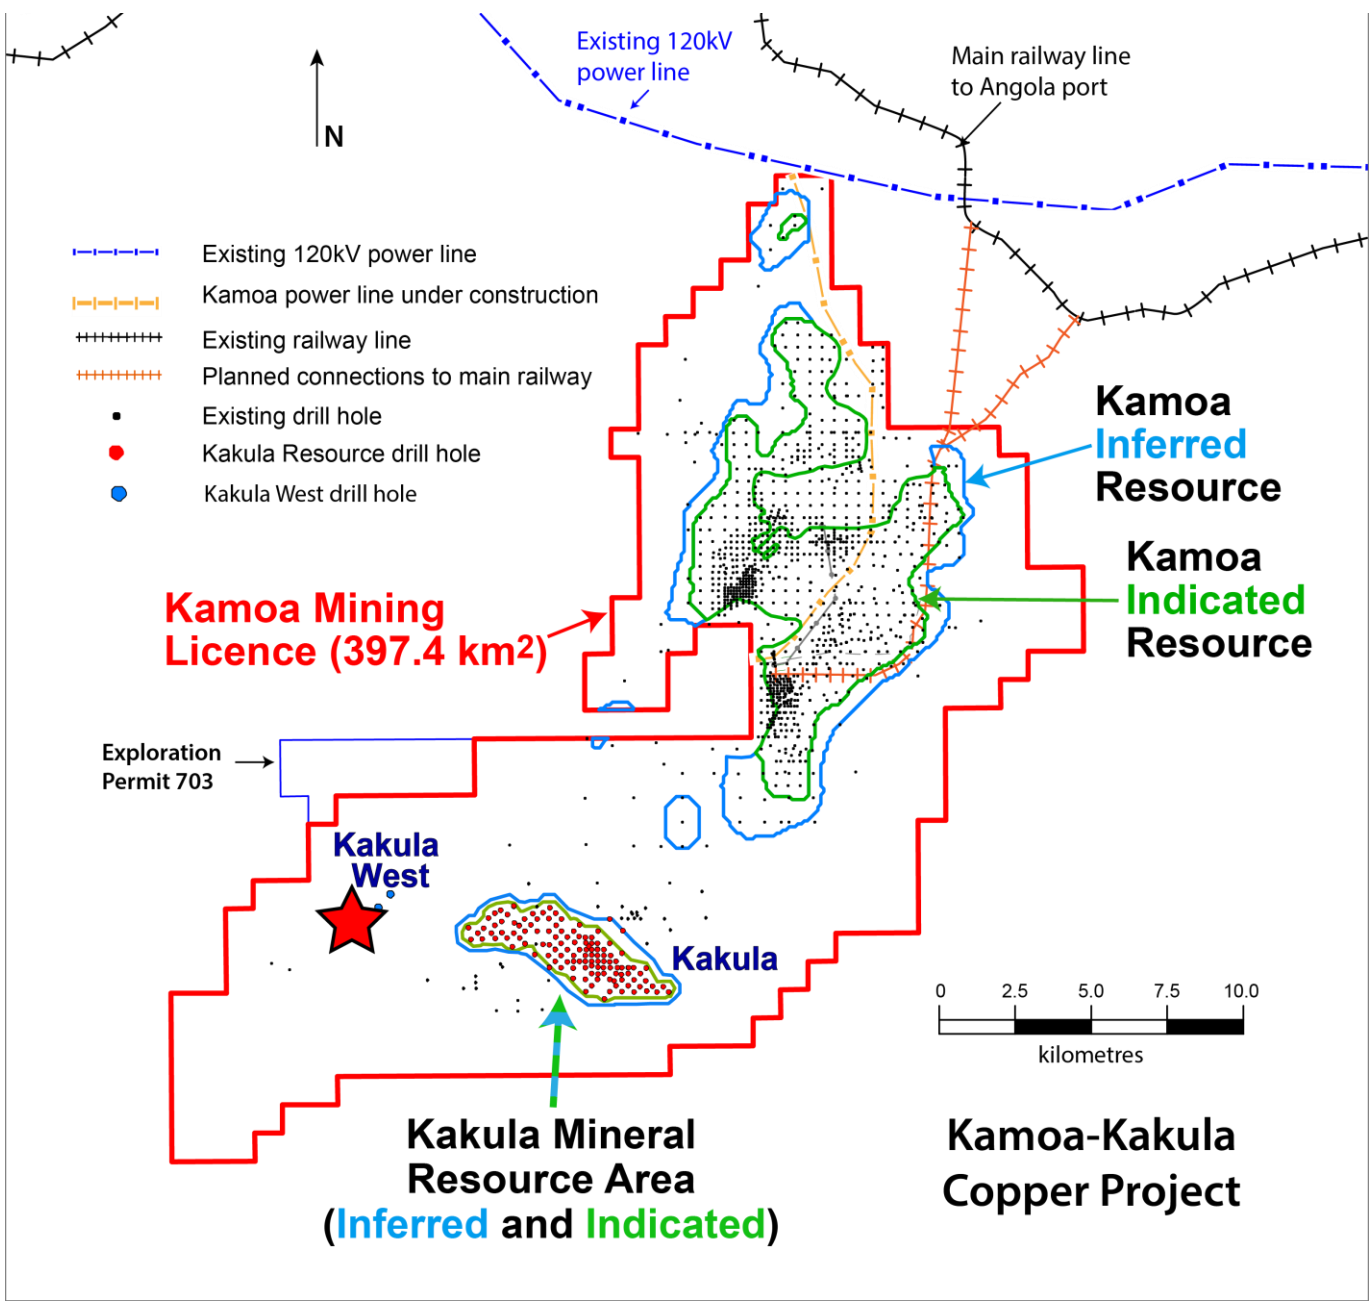 Existing 120kV
power line
Main railway line
to Angola port
N
Existing 120kV power line
Kamoa power line under construction
Existing railway line
Planned connections to main railway
Existing drill hole
Kakula Resource drill hole
Kakula West drill hole
Kamoa
Inferred
Resource
Kamoa
Indicated
Resource
Kamoa Mining
Licence (397.4 km²)
Exploration
Permit 703
Kakula
West
Kakula
0 2.5 5.0 7.5 10.0
kilometres
Kakula Mineral
Resource Area
(Inferred and Indicated)
Kamoa-Kakula
Copper Project